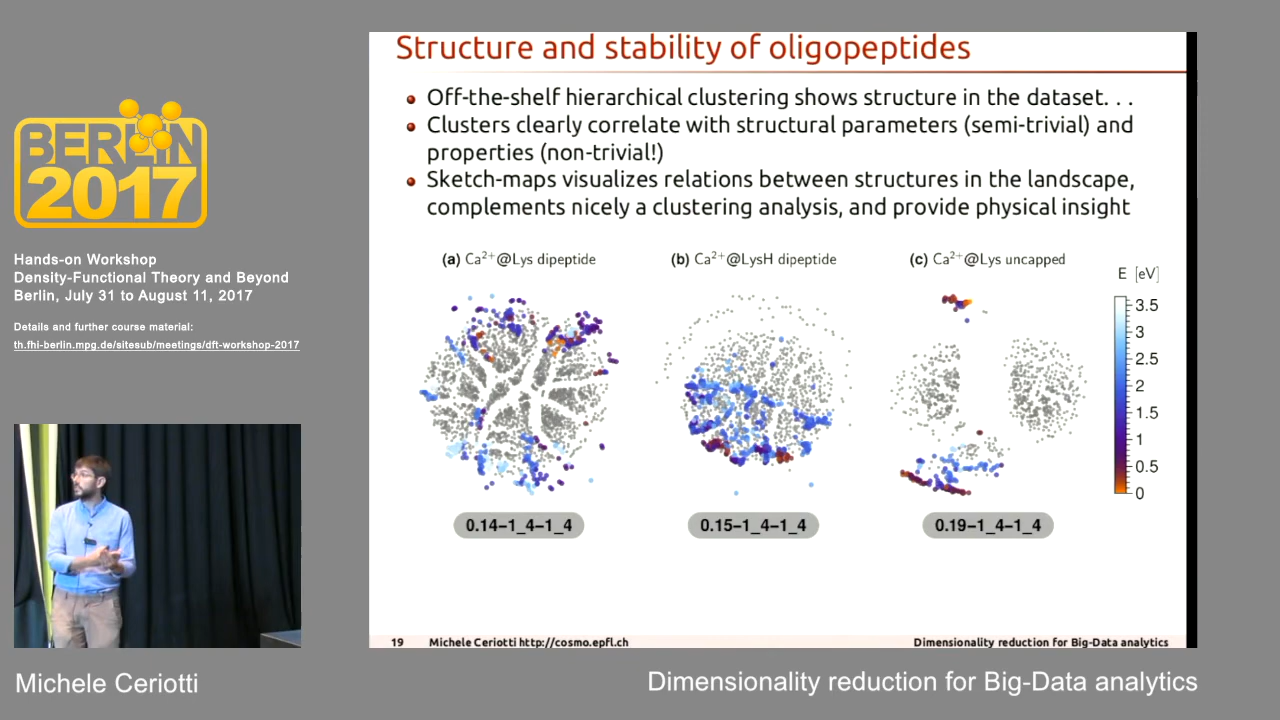 BERLIN
2017
Hands-on Workshop
Density-Functional Theory and Beyond
Berlin, July 31 to August 11, 2017
Details and further course material:
th.fhi-berlin.mpg.de/sitesub/meetings/dft-workshop-2017
Structure and stability of oligopeptides
Off-the-shelf hierarchical clustering shows structure in the dataset. . .
Clusters clearly correlate with structural parameters (semi-trivial) and
properties (non-trivial!)
Sketch-maps visualizes relations between structures in the landscape,
complements nicely a clustering analysis, and provide physical insight
(a) Ca²⁺@Lys dipeptide
(b) Ca²⁺@LysH dipeptide
(c) Ca²⁺@Lys uncapped
E [eV]
3.5
3
2.5
2
1.5
1
0.5
0
0.14–1_4–1_4
0.15–1_4–1_4
0.19–1_4–1_4
19 Michele Ceriotti http://cosmo.epfl.ch Dimensionality reduction for Big-Data analytics
Michele Ceriotti
Dimensionality reduction for Big-Data analytics